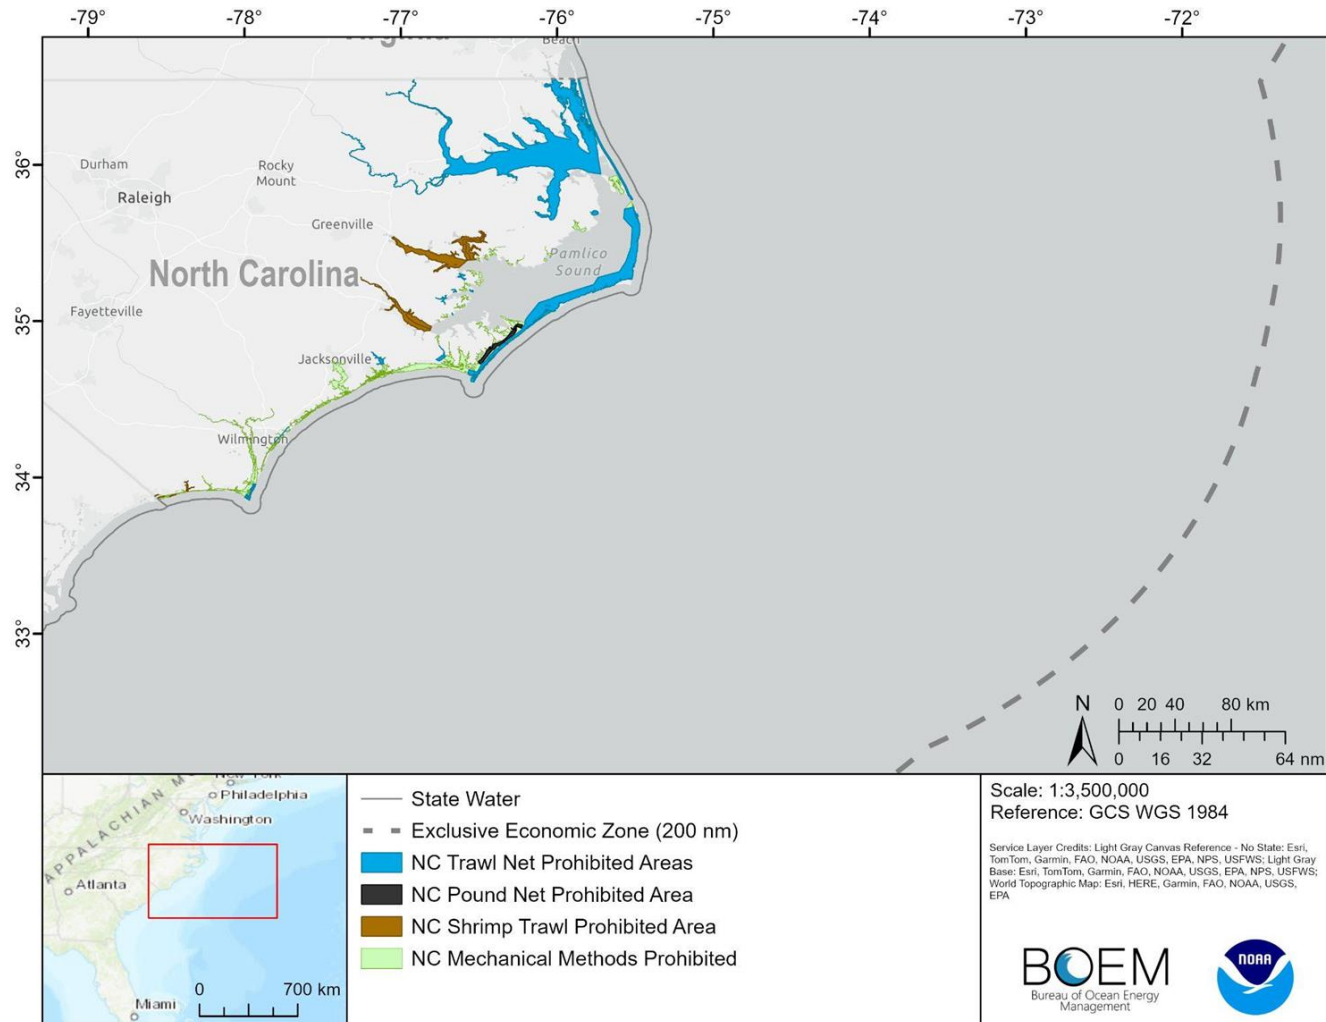 -79° -78° -77° -76° -75° -74° -73° -72°
36°
35°
34°
33°
Virginia
Beach
Durham
Rocky
Mount
Raleigh
Greenville
Pamlico
Sound
North Carolina
Fayetteville
Jacksonville
Wilmington
N
0 20 40 80 km
0 16 32 64 nm
New York
Philadelphia
Washington
APPALACHIAN M
Atlanta
Miami
0 700 km
State Water
Exclusive Economic Zone (200 nm)
NC Trawl Net Prohibited Areas
NC Pound Net Prohibited Area
NC Shrimp Trawl Prohibited Area
NC Mechanical Methods Prohibited
Scale: 1:3,500,000
Reference: GCS WGS 1984
Service Layer Credits: Light Gray Canvas Reference - No State: Esri,
TomTom, Garmin, FAO, NOAA, USGS, EPA, NPS, USFWS; Light Gray
Base: Esri, TomTom, Garmin, FAO, NOAA, USGS, EPA, NPS, USFWS;
World Topographic Map: Esri, HERE, Garmin, FAO, NOAA, USGS,
EPA
BOEM
Bureau of Ocean Energy
Management
NOAA